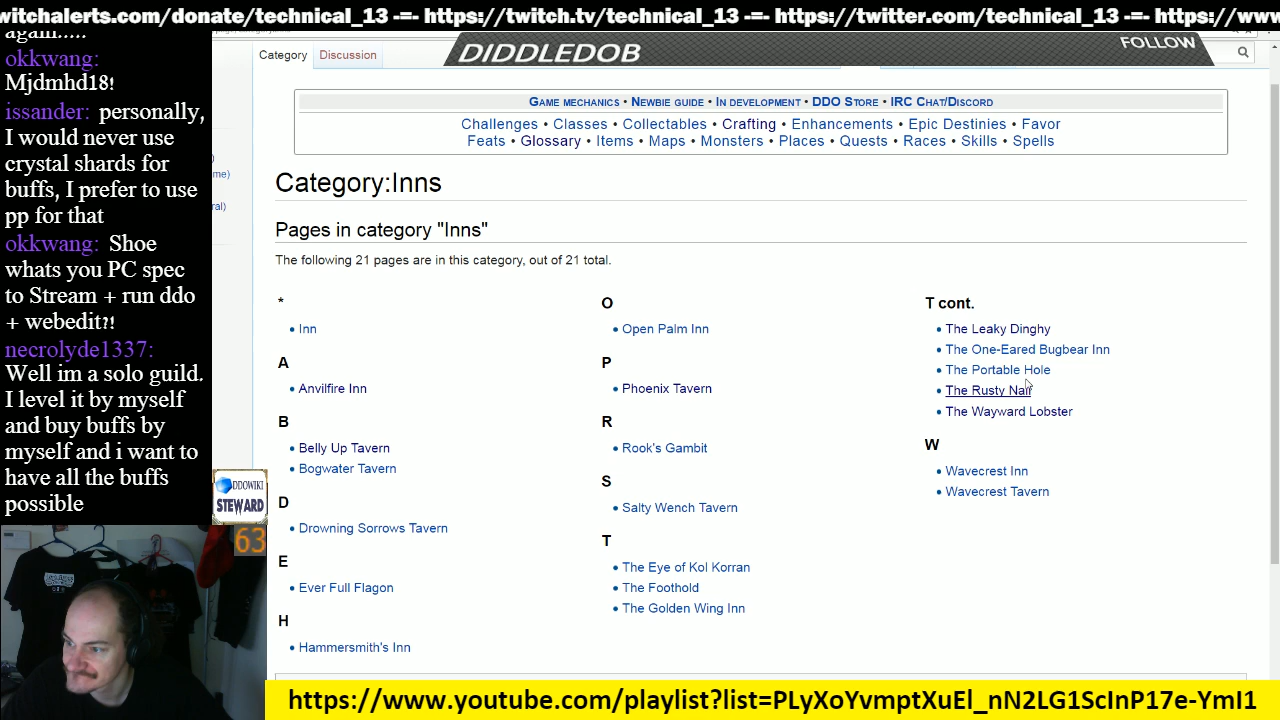 witchalerts.com/donate/technical_13 -=- https://twitch.tv/technical_13 -=- https://twitter.com/technical_13 -=- https://ww
again.....
okkwang:
Mjdmhd18!
issander: personally,
I would never use
crystal shards for
buffs, I prefer to use
pp for that
okkwang: Shoe
whats you PC spec
to Stream + run ddo
+ webedit?!
necrolyde1337:
Well im a solo guild.
I level it by myself
and buy buffs by
myself and i want to
have all the buffs
possible
DDOWIKI
STEWARD
63
me)
ral)
Category
Discussion
DIDDLEDOB
FOLLOW
Game mechanics • Newbie guide • In development • DDO Store • IRC Chat/Discord
Challenges • Classes • Collectables • Crafting • Enhancements • Epic Destinies • Favor
Feats • Glossary • Items • Maps • Monsters • Places • Quests • Races • Skills • Spells
Category:Inns
Pages in category "Inns"
The following 21 pages are in this category, out of 21 total.
*
• Inn
A
• Anvilfire Inn
B
• Belly Up Tavern
• Bogwater Tavern
D
• Drowning Sorrows Tavern
E
• Ever Full Flagon
H
• Hammersmith's Inn
O
• Open Palm Inn
P
• Phoenix Tavern
R
• Rook's Gambit
S
• Salty Wench Tavern
T
• The Eye of Kol Korran
• The Foothold
• The Golden Wing Inn
T cont.
• The Leaky Dinghy
• The One-Eared Bugbear Inn
• The Portable Hole
• The Rusty Nail
• The Wayward Lobster
W
• Wavecrest Inn
• Wavecrest Tavern
https://www.youtube.com/playlist?list=PLyXoYvmptXuEl_nN2LG1ScInP17e-YmI1